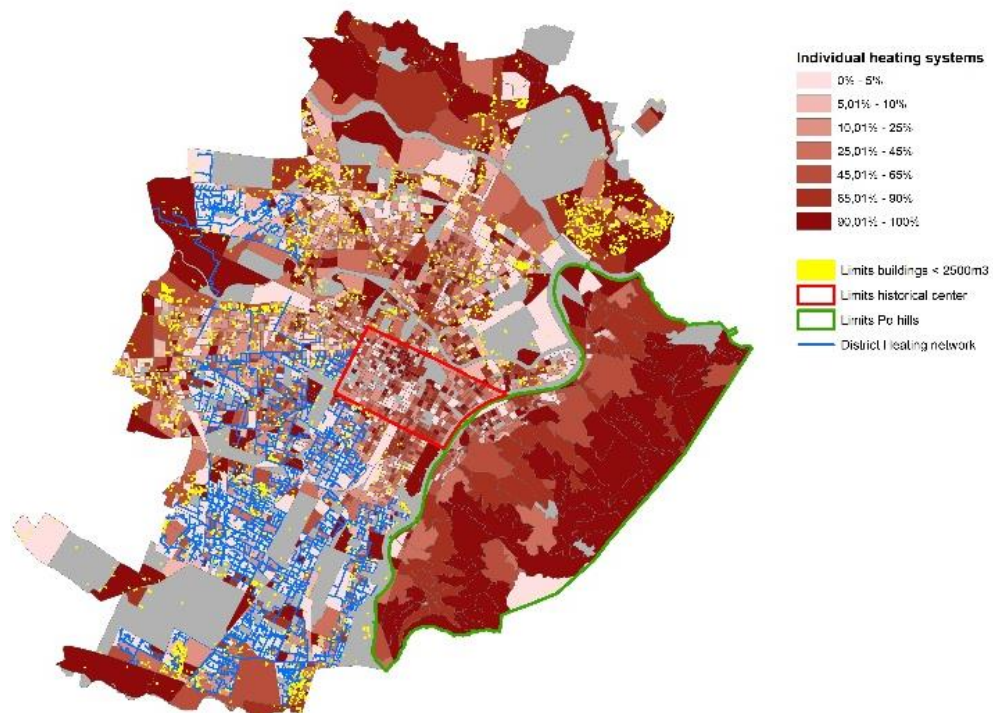 Individual heating systems
0% - 5%
5,01% - 10%
10,01% - 25%
25,01% - 45%
45,01% - 65%
65,01% - 90%
90,01% - 100%
Limits buildings < 2500m3
Limits historical center
Limits Po hills
District Heating network